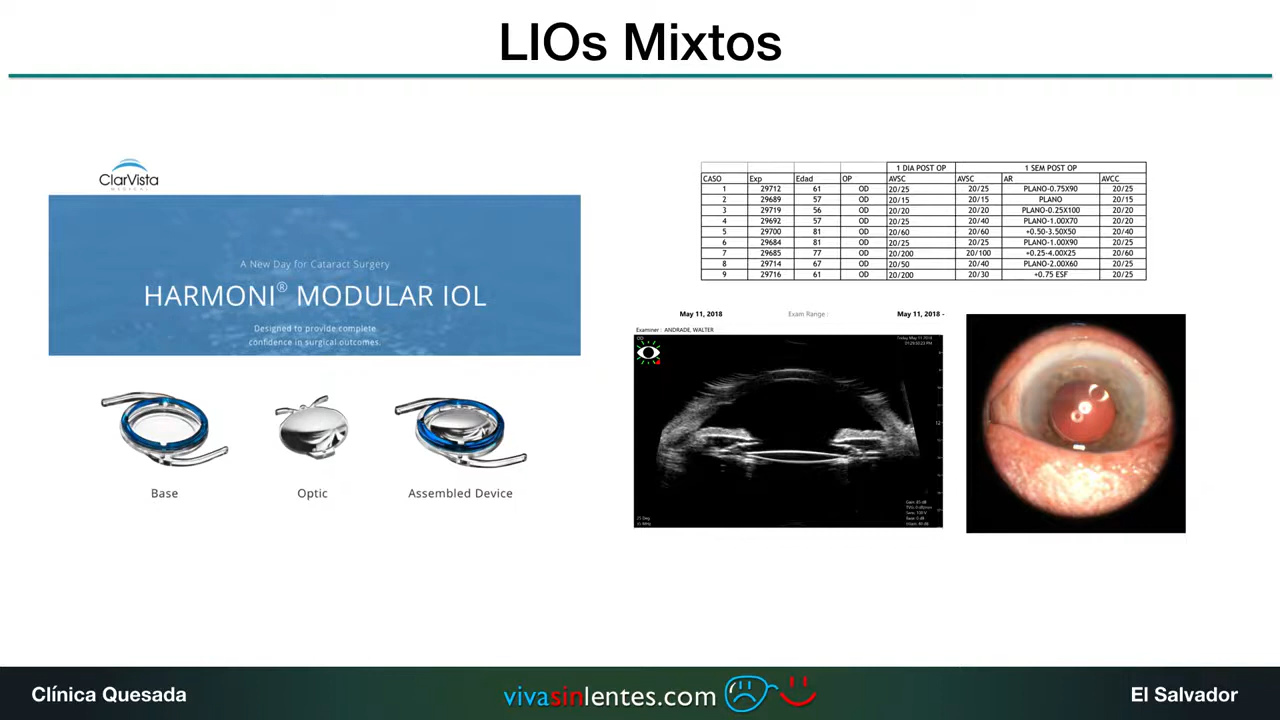 LIOs Mixtos
ClarVista
MEDICAL
A New Day for Cataract Surgery
HARMONI® MODULAR IOL
Designed to provide complete
confidence in surgical outcomes.
Base Optic Assembled Device
1 DIA POST OP 1 SEM POST OP
CASO Exp Edad OP AVSC AVSC AR AVCC
1 29712 61 OD 20/25 20/25 PLANO-0.75X90 20/25
2 29689 57 OD 20/15 20/15 PLANO 20/15
3 29719 56 OD 20/20 20/20 PLANO-0.25X100 20/20
4 29692 57 OD 20/25 20/40 PLANO-1.00X70 20/20
5 29700 81 OD 20/60 20/60 +0.50-3.50X50 20/40
6 29684 81 OD 20/25 20/25 PLANO-1.00X90 20/25
7 29685 77 OD 20/200 20/100 +0.25-4.00X25 20/60
8 29714 67 OD 20/50 20/40 PLANO-2.00X60 20/25
9 29716 61 OD 20/200 20/30 +0.75 ESF 20/25
May 11, 2018 Exam Range : May 11, 2018 -
Examiner : ANDRADE, WALTER
OD
Clínica Quesada
vivasinlentes.com
El Salvador